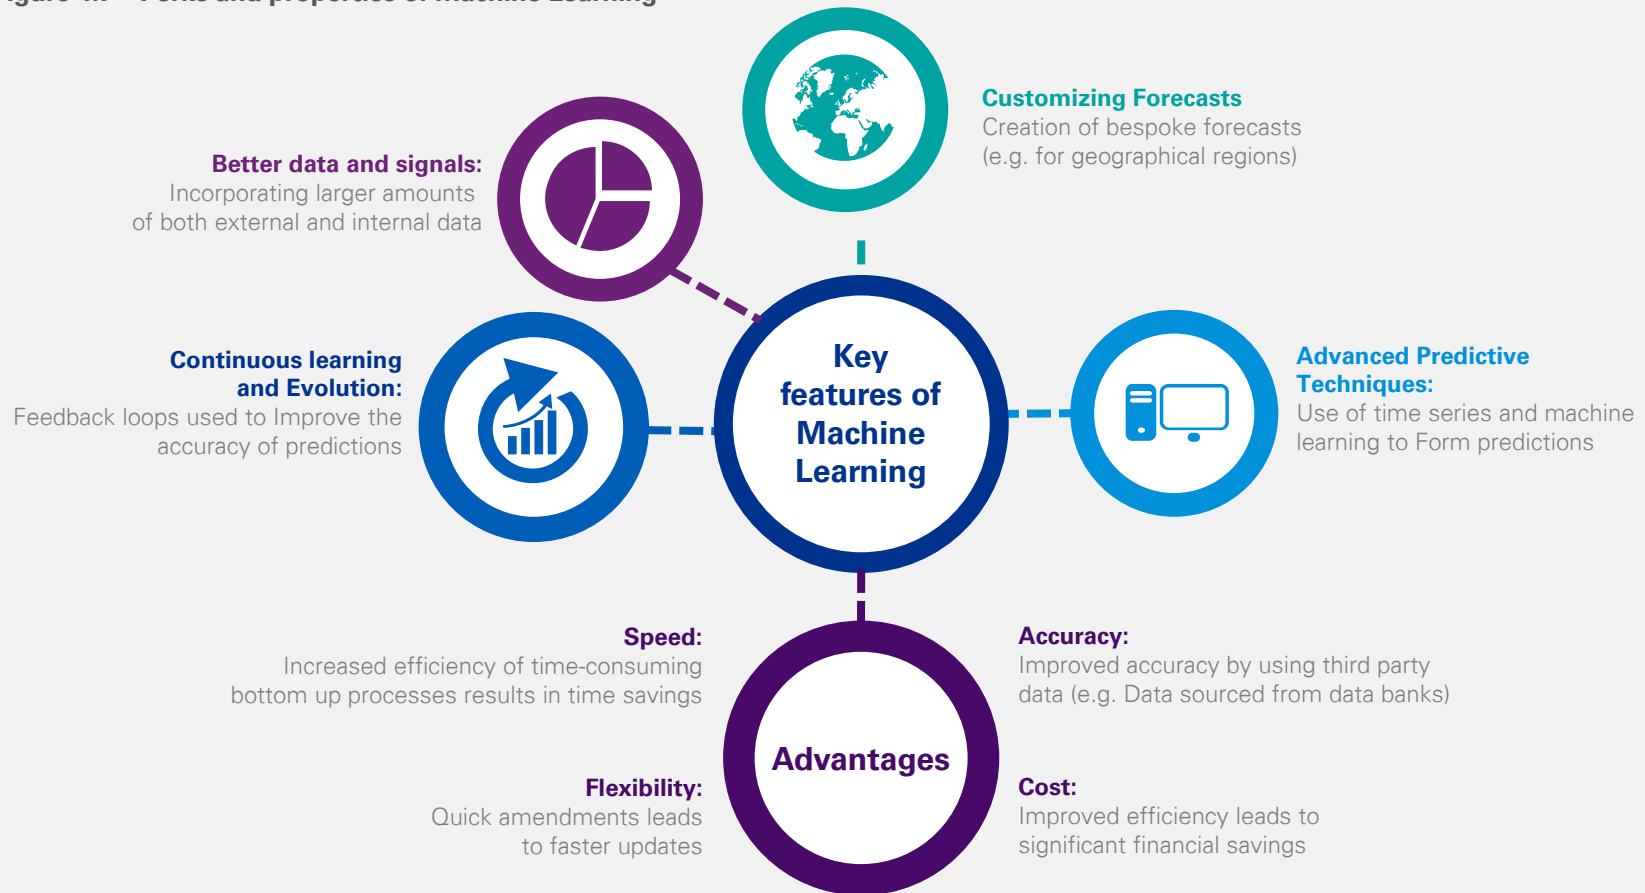 Customizing Forecasts
Creation of bespoke forecasts
(e.g. for geographical regions)
Better data and signals:
Incorporating larger amounts
of both external and internal data
Continuous learning
and Evolution:
Feedback loops used to Improve the
accuracy of predictions
Key
features of
Machine
Learning
Advanced Predictive
Techniques:
Use of time series and machine
learning to Form predictions
Speed:
Increased efficiency of time-consuming
bottom up processes results in time savings
Accuracy:
Improved accuracy by using third party
data (e.g. Data sourced from data banks)
Advantages
Flexibility:
Quick amendments leads
to faster updates
Cost:
Improved efficiency leads to
significant financial savings